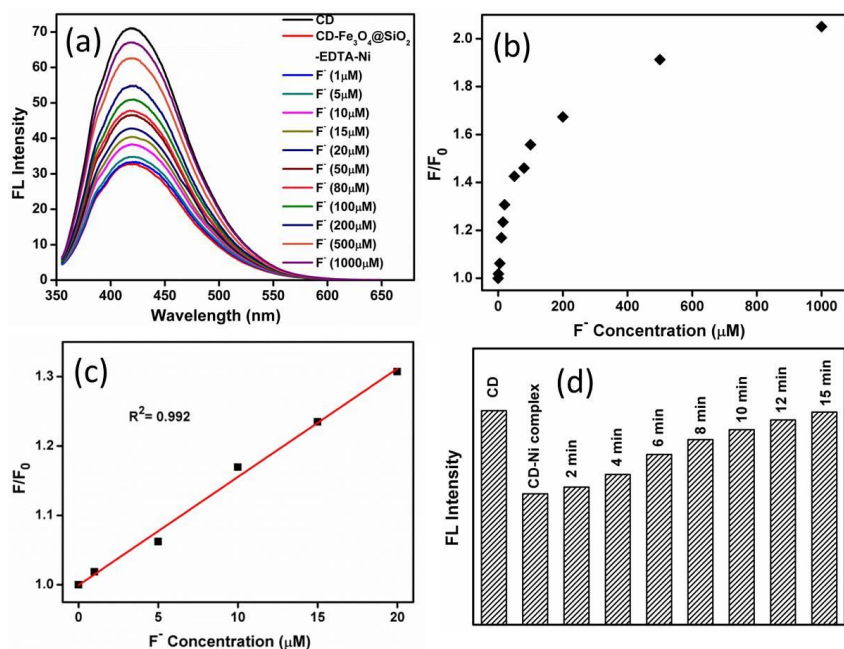 (a)
CD
CD-Fe₃O₄@SiO₂
-EDTA-Ni
F⁻ (1μM)
F⁻ (5μM)
F⁻ (10μM)
F⁻ (15μM)
F⁻ (20μM)
F⁻ (50μM)
F⁻ (80μM)
F⁻ (100μM)
F⁻ (200μM)
F⁻ (500μM)
F⁻ (1000μM)
70
60
50
40
30
20
10
0
FL Intensity
350 400 450 500 550 600 650
Wavelength (nm)
(b)
2.0
1.8
1.6
1.4
1.2
1.0
F/F₀
0 200 400 600 800 1000
F⁻ Concentration (μM)
(c)
R²= 0.992
1.3
1.2
1.1
1.0
F/F₀
0 5 10 15 20
F⁻ Concentration (μM)
(d)
FL Intensity
CD
CD-Ni complex
2 min
4 min
6 min
8 min
10 min
12 min
15 min